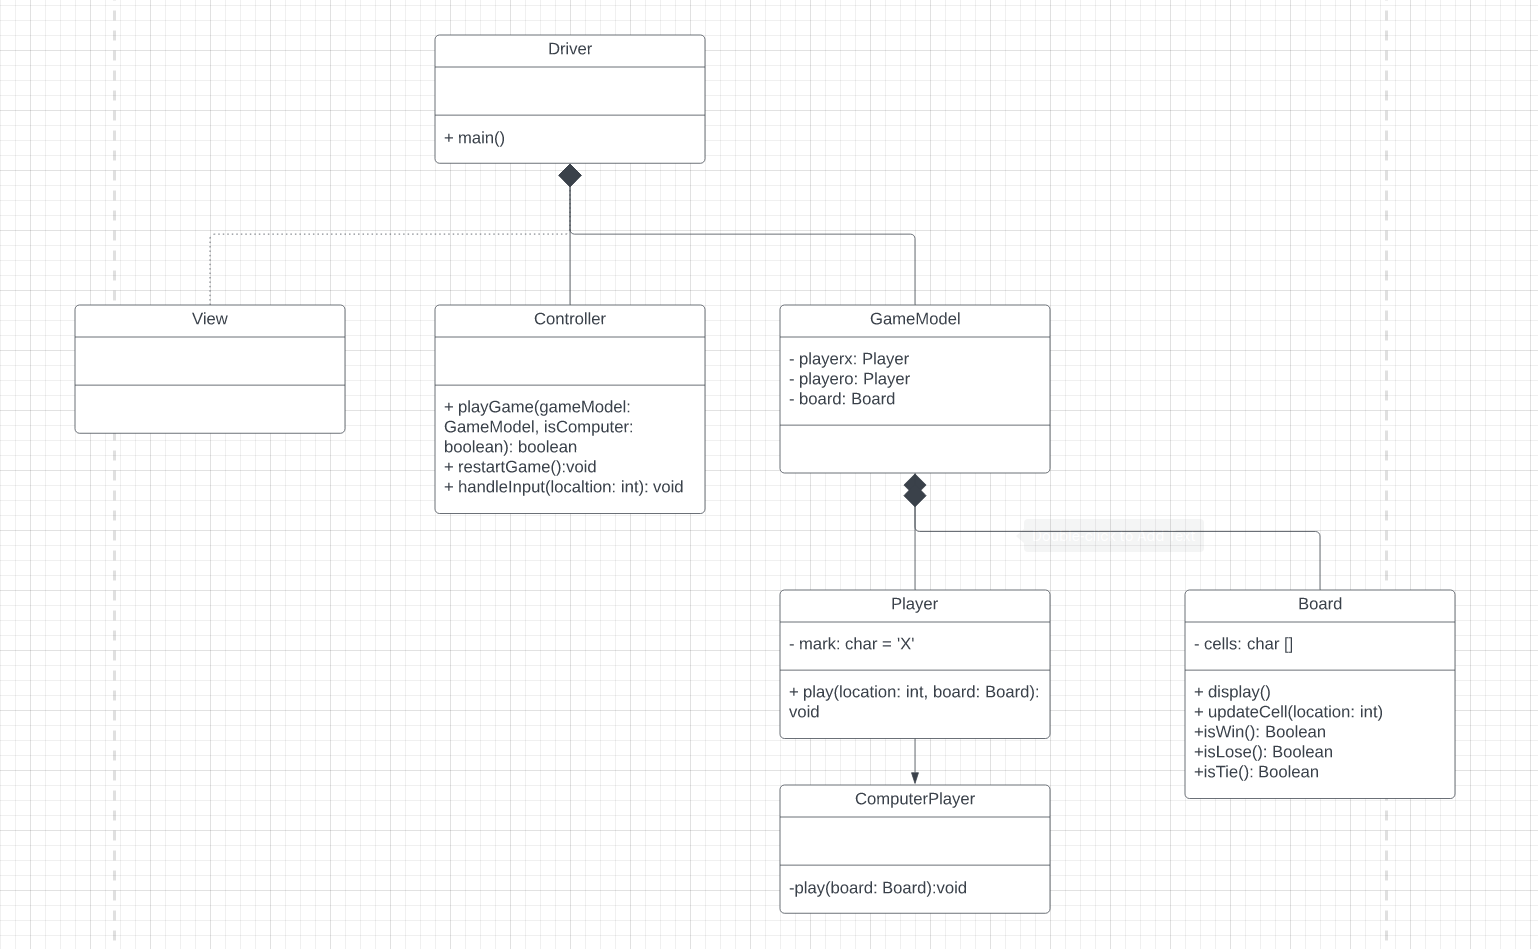 Driver
+ main()
View
Controller
+ playGame(gameModel:
GameModel, isComputer:
boolean): boolean
+ restartGame():void
+ handleInput(localtion: int): void
GameModel
- playerx: Player
- playero: Player
- board: Board
Player
- mark: char = 'X'
+ play(location: int, board: Board):
void
Board
- cells: char []
+ display()
+ updateCell(location: int)
+isWin(): Boolean
+isLose(): Boolean
+isTie(): Boolean
ComputerPlayer
-play(board: Board):void